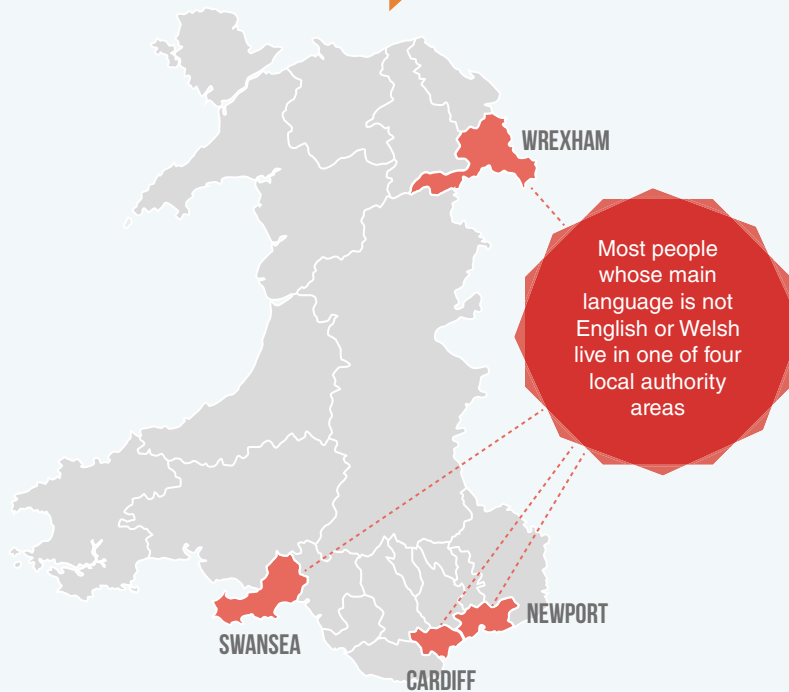 WREXHAM
Most people
whose main
language is not
English or Welsh
live in one of four
local authority
areas
NEWPORT
SWANSEA
CARDIFF